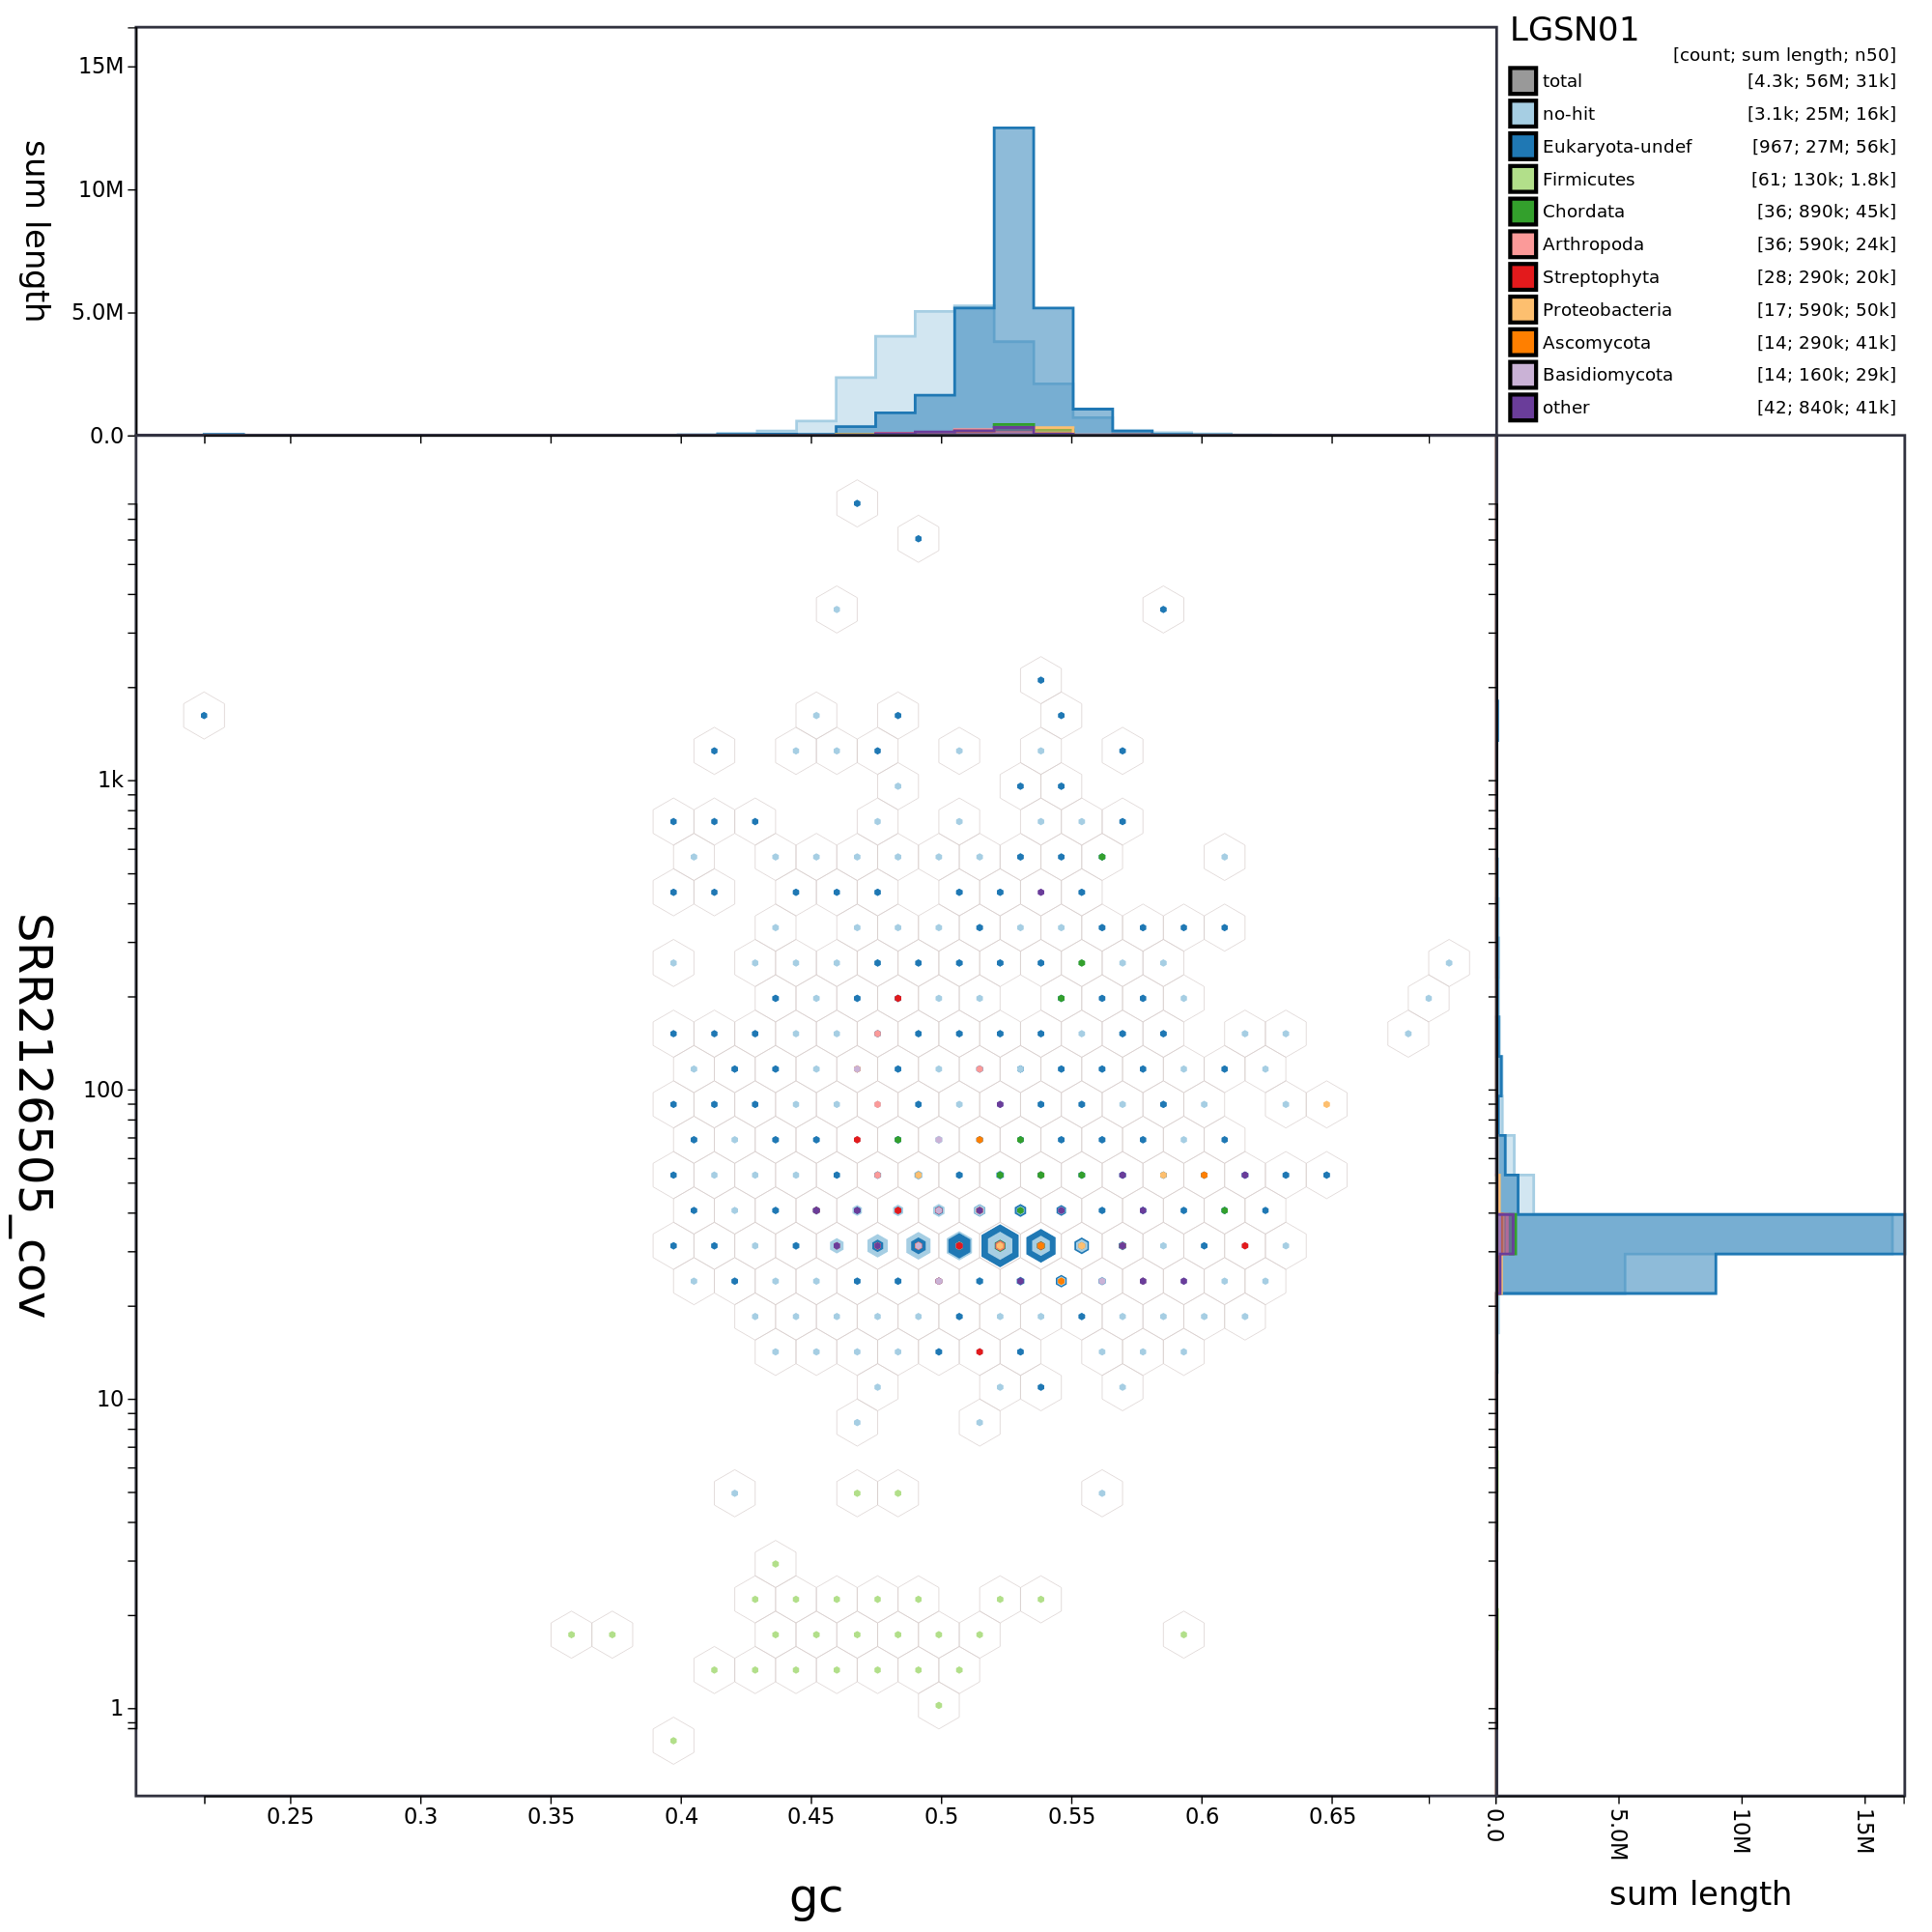 LGSN01
[count; sum length; n50]
total [4.3k; 56M; 31k]
no-hit [3.1k; 25M; 16k]
Eukaryota-undef [967; 27M; 56k]
Firmicutes [61; 130k; 1.8k]
Chordata [36; 890k; 45k]
Arthropoda [36; 590k; 24k]
Streptophyta [28; 290k; 20k]
Proteobacteria [17; 590k; 50k]
Ascomycota [14; 290k; 41k]
Basidiomycota [14; 160k; 29k]
other [42; 840k; 41k]
sum length
15M
10M
5.0M
0.0
SRR2126505_cov
1k
100
10
1
0.25 0.3 0.35 0.4 0.45 0.5 0.55 0.6 0.65
gc
0.0 5.0M 10M 15M
sum length